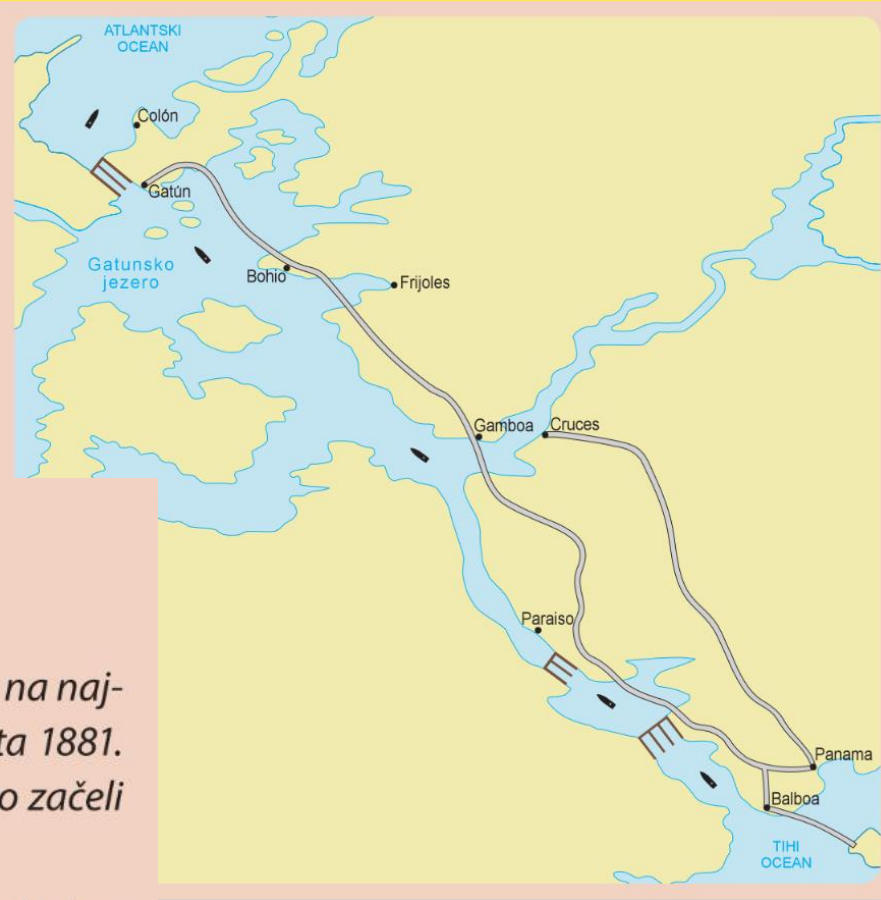 ATLANTSKI
OCEAN
Colón
Gatún
Gatunsko
jezero
Bohio
Frijoles
Gamboa
Cruces
Paraiso
Panama
Balboa
TIHI
OCEAN
na naj-
ta 1881.
o začeli